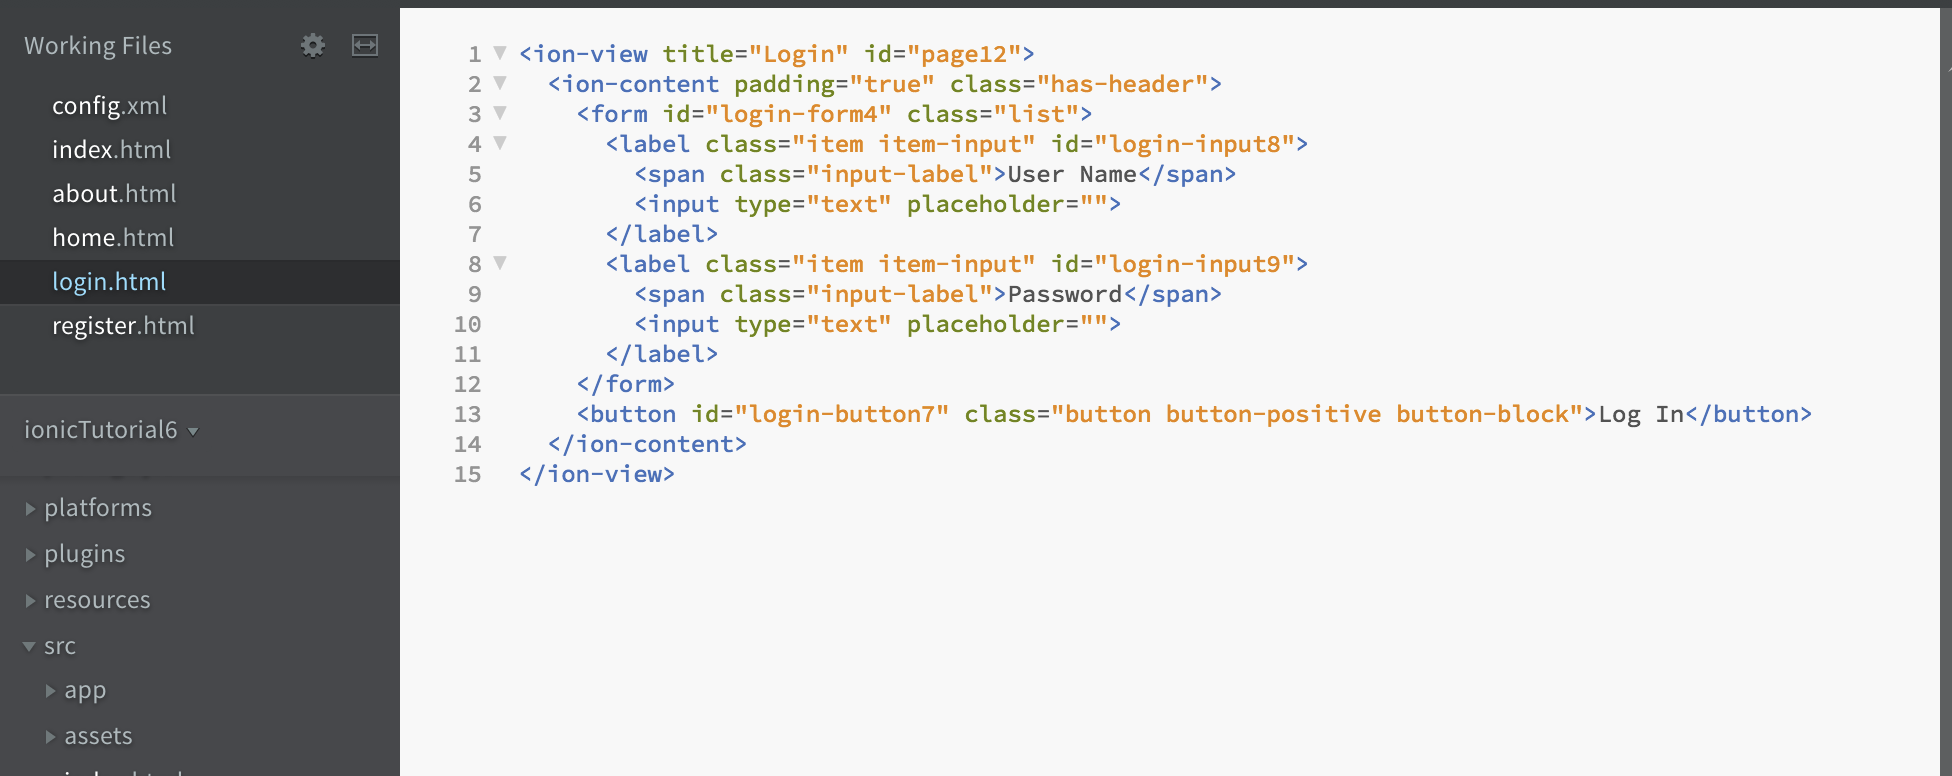 Working Files
config.xml
index.html
about.html
home.html
login.html
register.html
ionicTutorial6
platforms
plugins
resources
src
app
assets
1 <ion-view title="Login" id="page12">
2 <ion-content padding="true" class="has-header">
3 <form id="login-form4" class="list">
4 <label class="item item-input" id="login-input8">
5 <span class="input-label">User Name</span>
6 <input type="text" placeholder="">
7 </label>
8 <label class="item item-input" id="login-input9">
9 <span class="input-label">Password</span>
10 <input type="text" placeholder="">
11 </label>
12 </form>
13 <button id="login-button7" class="button button-positive button-block">Log In</button>
14 </ion-content>
15 </ion-view>